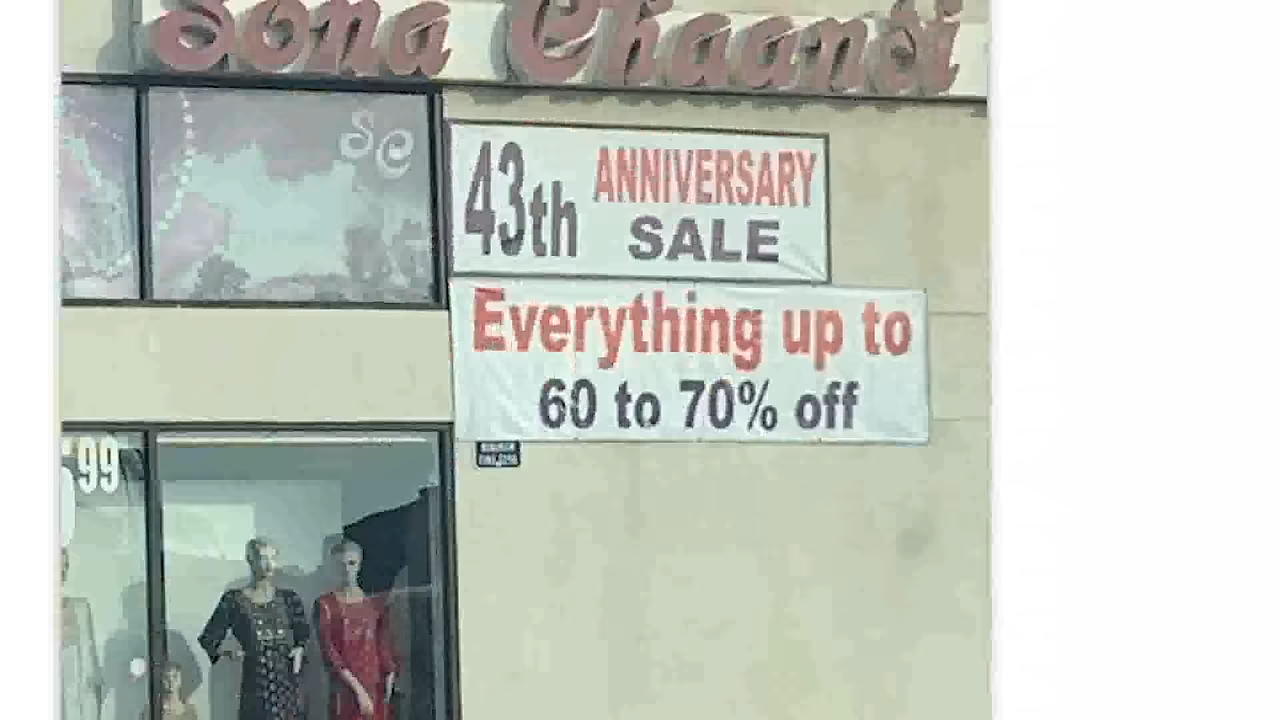 Sona Chaandi
SC
43th ANNIVERSARY
SALE
Everything up to
60 to 70% off
99